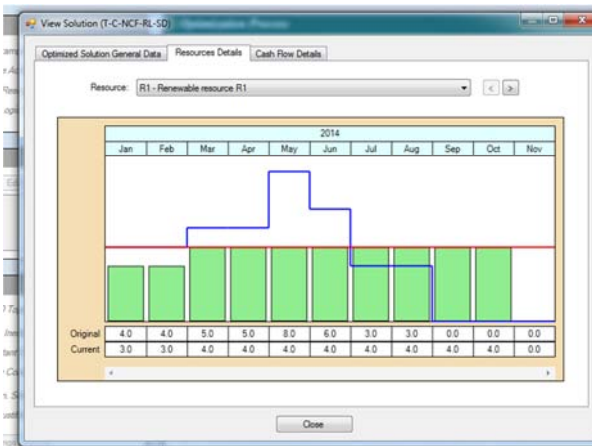 View Solution (T-C-NCF-RL-SD)
Optimized Solution General Data Resources Details Cash Flow Details
Resource: R1 - Renewable resource R1 < >
2014
Jan Feb Mar Apr May Jun Jul Aug Sep Oct Nov
Original 4.0 4.0 5.0 5.0 8.0 6.0 3.0 3.0 0.0 0.0 0.0
Current 3.0 3.0 4.0 4.0 4.0 4.0 4.0 4.0 4.0 4.0 0.0
Close